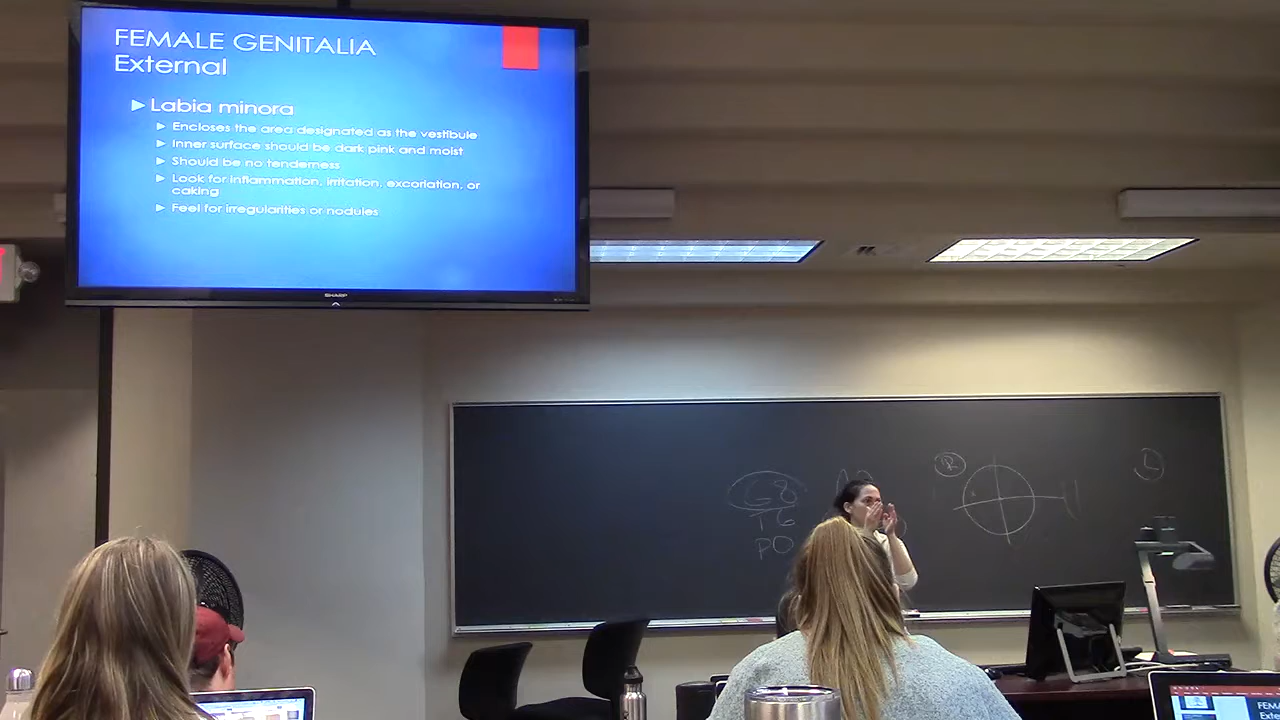 FEMALE GENITALIA
External
Labia minora
Encloses the area designated as the vestibule
Inner surface should be dark pink and moist
Should be no tenderness
Look for inflammation, irritation, excoriation, or
caking
Feel for irregularities or nodules
SHARP
R
L
G8
T6
PO
FEMA
Exte